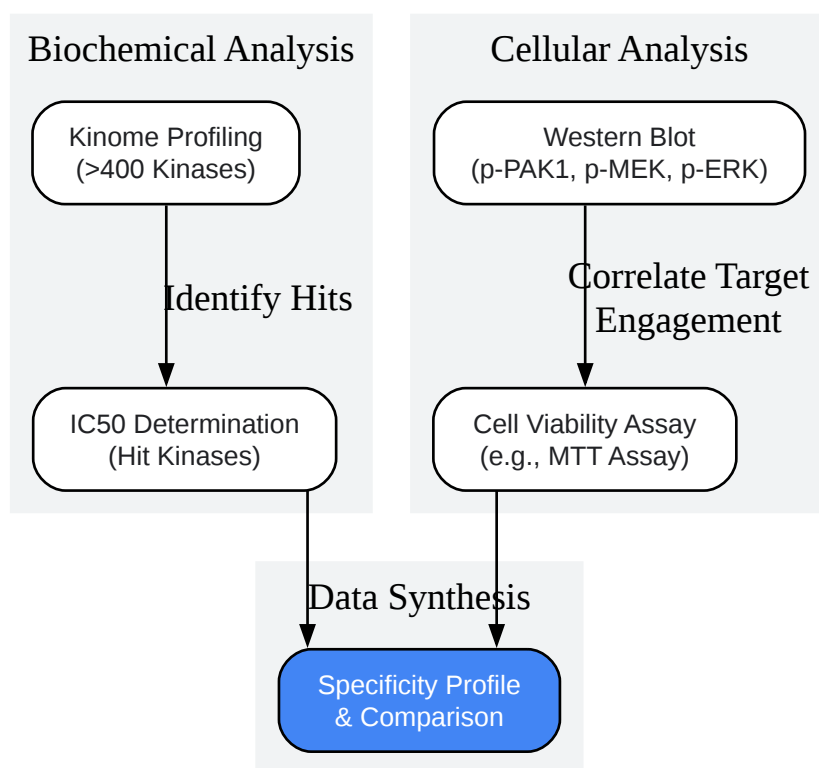 Biochemical Analysis
Kinome Profiling
(>400 Kinases)
Identify Hits
IC50 Determination
(Hit Kinases)
Cellular Analysis
Western Blot
(p-PAK1, p-MEK, p-ERK)
Correlate Target
Engagement
Cell Viability Assay
(e.g., MTT Assay)
Data Synthesis
Specificity Profile
& Comparison